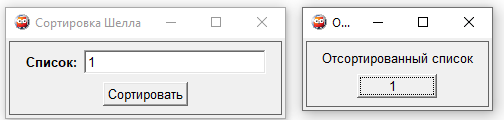 Сортировка Шелла
Список: 1
Сортировать
О...
Отсортированный список
1